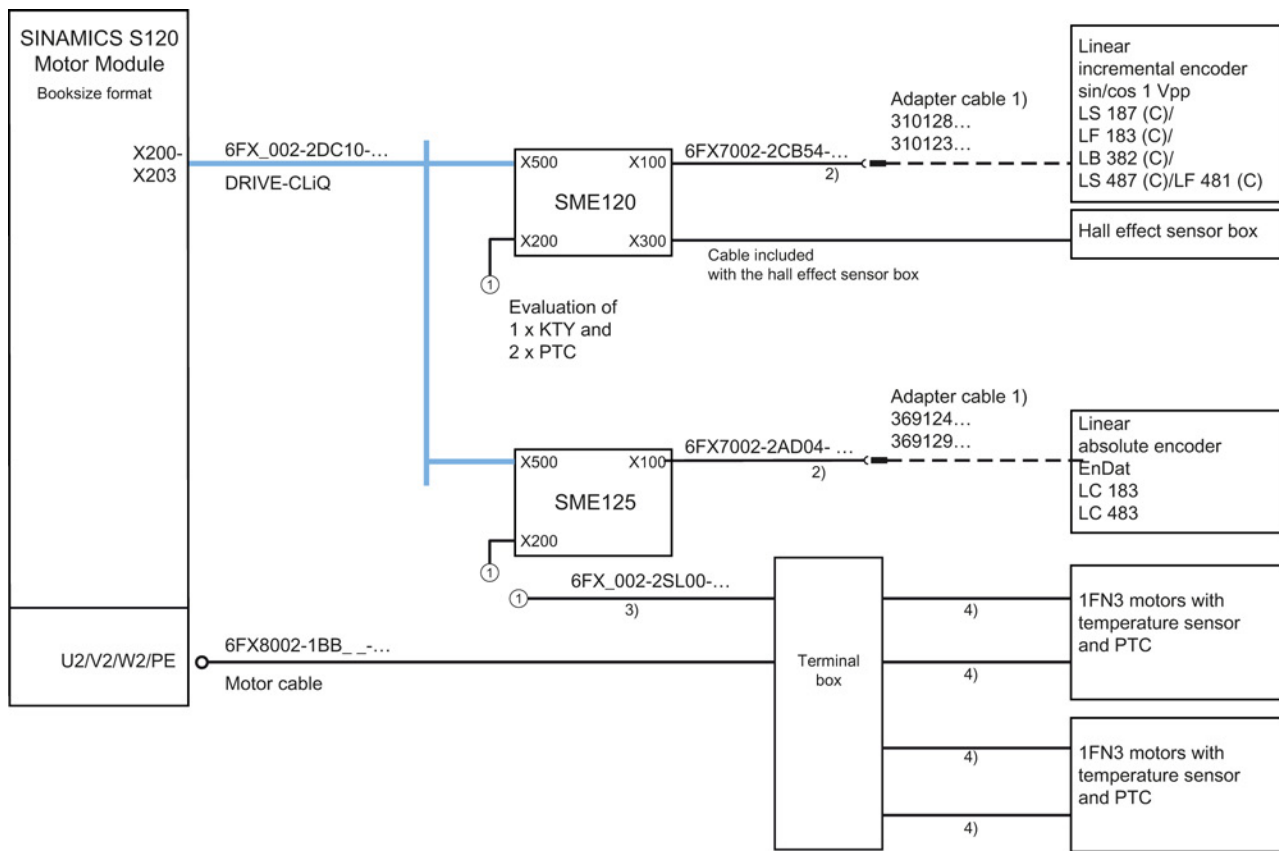 SINAMICS S120
Motor Module
Booksize format
X200-
X203
6FX_002-2DC10-...
DRIVE-CLiQ
X500
X100
SME120
X200
X300
1
Evaluation of
1 x KTY and
2 x PTC
6FX7002-2CB54-...
2)
Adapter cable 1)
310128...
310123...
Linear
incremental encoder
sin/cos 1 Vpp
LS 187 (C)/
LF 183 (C)/
LB 382 (C)/
LS 487 (C)/LF 481 (C)
Cable included
with the hall effect sensor box
Hall effect sensor box
X500
X100
SME125
X200
1
6FX7002-2AD04- ...
2)
Adapter cable 1)
369124...
369129...
Linear
absolute encoder
EnDat
LC 183
LC 483
1
6FX_002-2SL00-...
3)
U2/V2/W2/PE
6FX8002-1BB_ _-...
Motor cable
Terminal
box
4)
4)
1FN3 motors with
temperature sensor
and PTC
4)
4)
1FN3 motors with
temperature sensor
and PTC